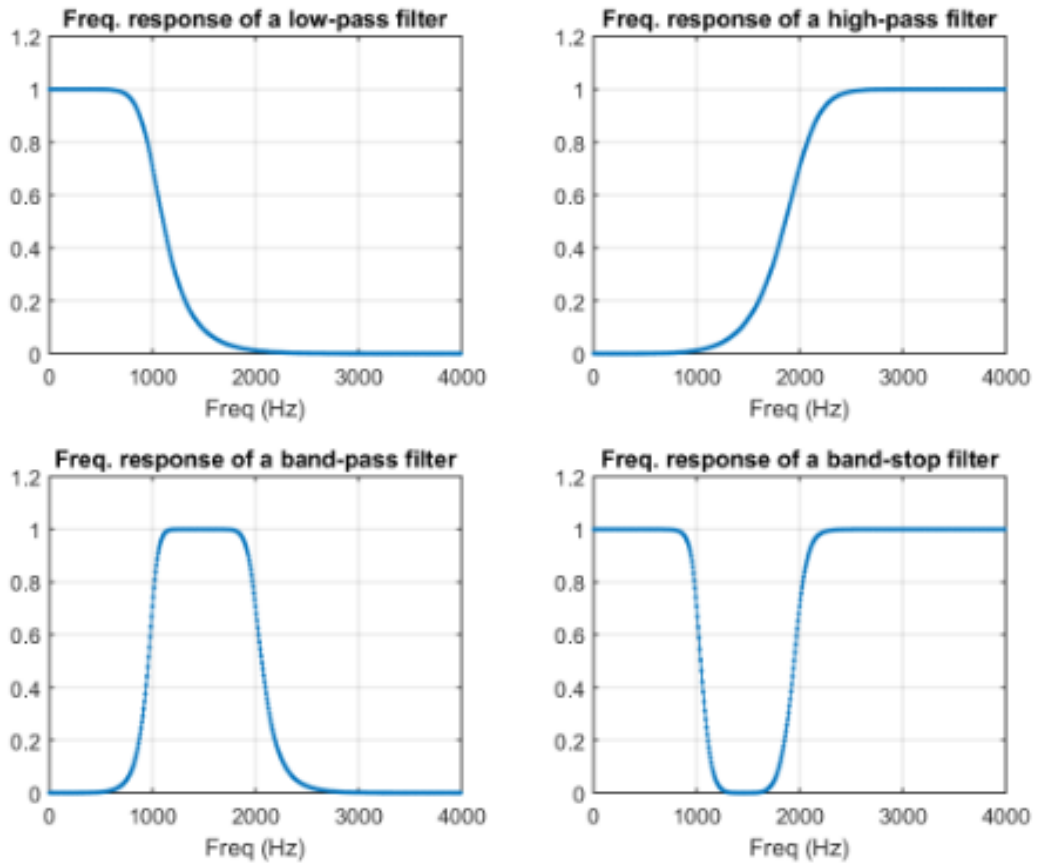 Freq. response of a low-pass filter
1.2
1
0.8
0.6
0.4
0.2
0
0 1000 2000 3000 4000
Freq (Hz)
Freq. response of a high-pass filter
1.2
1
0.8
0.6
0.4
0.2
0
0 1000 2000 3000 4000
Freq (Hz)
Freq. response of a band-pass filter
1.2
1
0.8
0.6
0.4
0.2
0
0 1000 2000 3000 4000
Freq (Hz)
Freq. response of a band-stop filter
1.2
1
0.8
0.6
0.4
0.2
0
0 1000 2000 3000 4000
Freq (Hz)